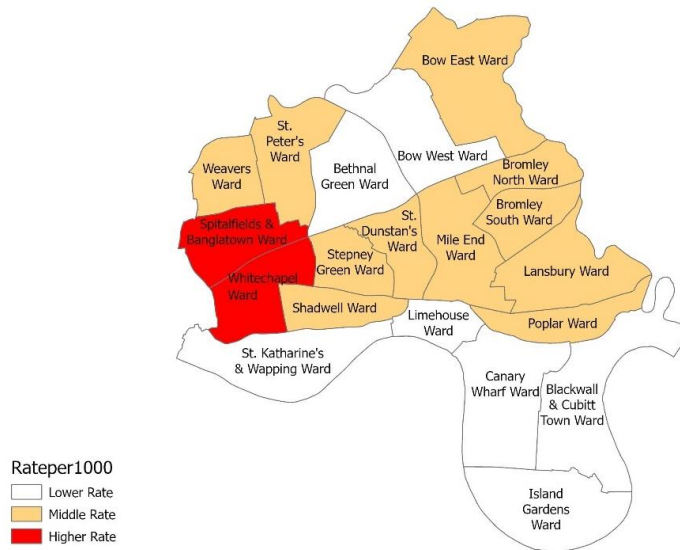 Bow East Ward
St.
Peter's
Ward
Weavers
Ward
Bethnal
Green Ward
Bow West Ward
Bromley
North Ward
Bromley
South Ward
Spitalfields &
Banglatown Ward
St.
Dunstan's
Ward
Mile End
Ward
Stepney
Green Ward
Lansbury Ward
Whitechapel
Ward
Shadwell Ward
Limehouse
Ward
Poplar Ward
St. Katharine's
& Wapping Ward
Canary
Wharf Ward
Blackwall
& Cubitt
Town Ward
Island
Gardens
Ward
Rateper1000
Lower Rate
Middle Rate
Higher Rate